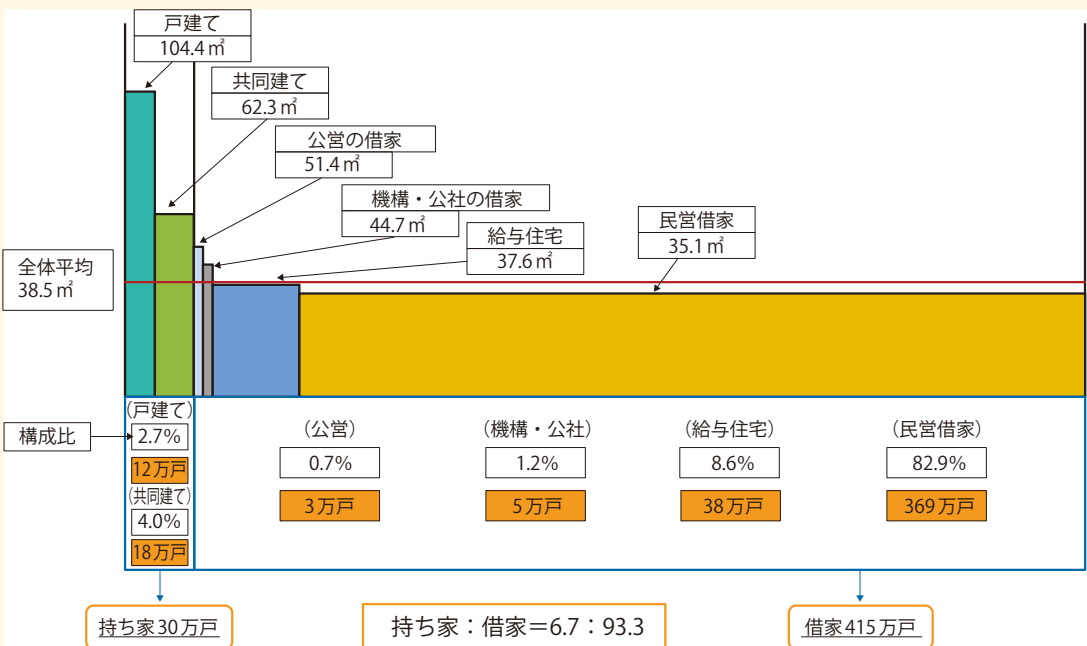 戸建て
104.4㎡
共同建て
62.3㎡
公営の借家
51.4㎡
機構・公社の借家
44.7㎡
給与住宅
37.6㎡
民営借家
35.1㎡
全体平均
38.5㎡
構成比
(戸建て)
2.7%
12万戸
(共同建て)
4.0%
18万戸
(公営)
0.7%
3万戸
(機構・公社)
1.2%
5万戸
(給与住宅)
8.6%
38万戸
(民営借家)
82.9%
369万戸
持ち家30万戸
持ち家：借家＝6.7：93.3
借家415万戸